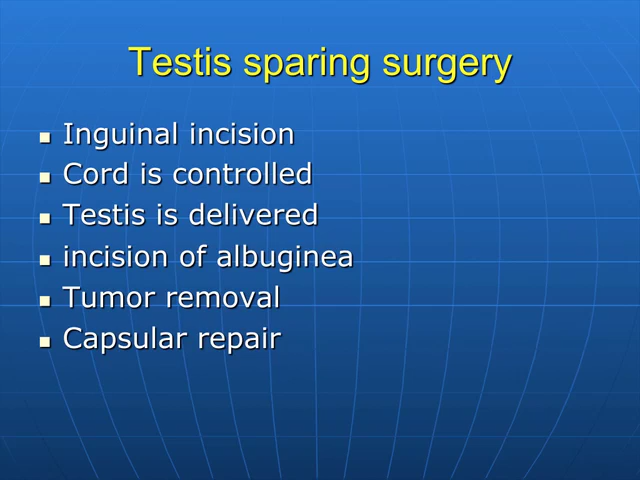 Testis sparing surgery
Inguinal incision
Cord is controlled
Testis is delivered
incision of albuginea
Tumor removal
Capsular repair